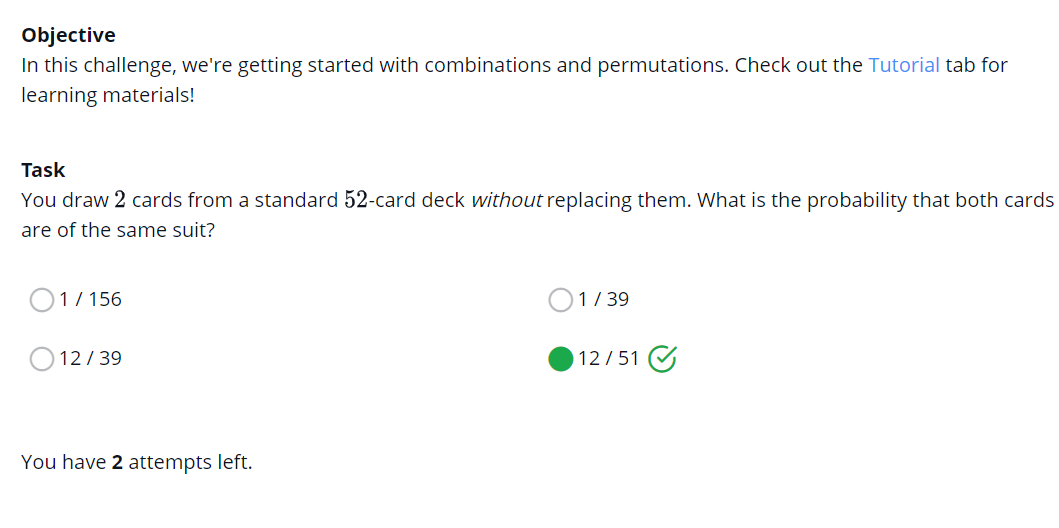 Objective
In this challenge, we're getting started with combinations and permutations. Check out the Tutorial tab for
learning materials!
Task
You draw 2 cards from a standard 52-card deck without replacing them. What is the probability that both cards
are of the same suit?
1 / 156
1 / 39
12 / 39
12 / 51
You have 2 attempts left.